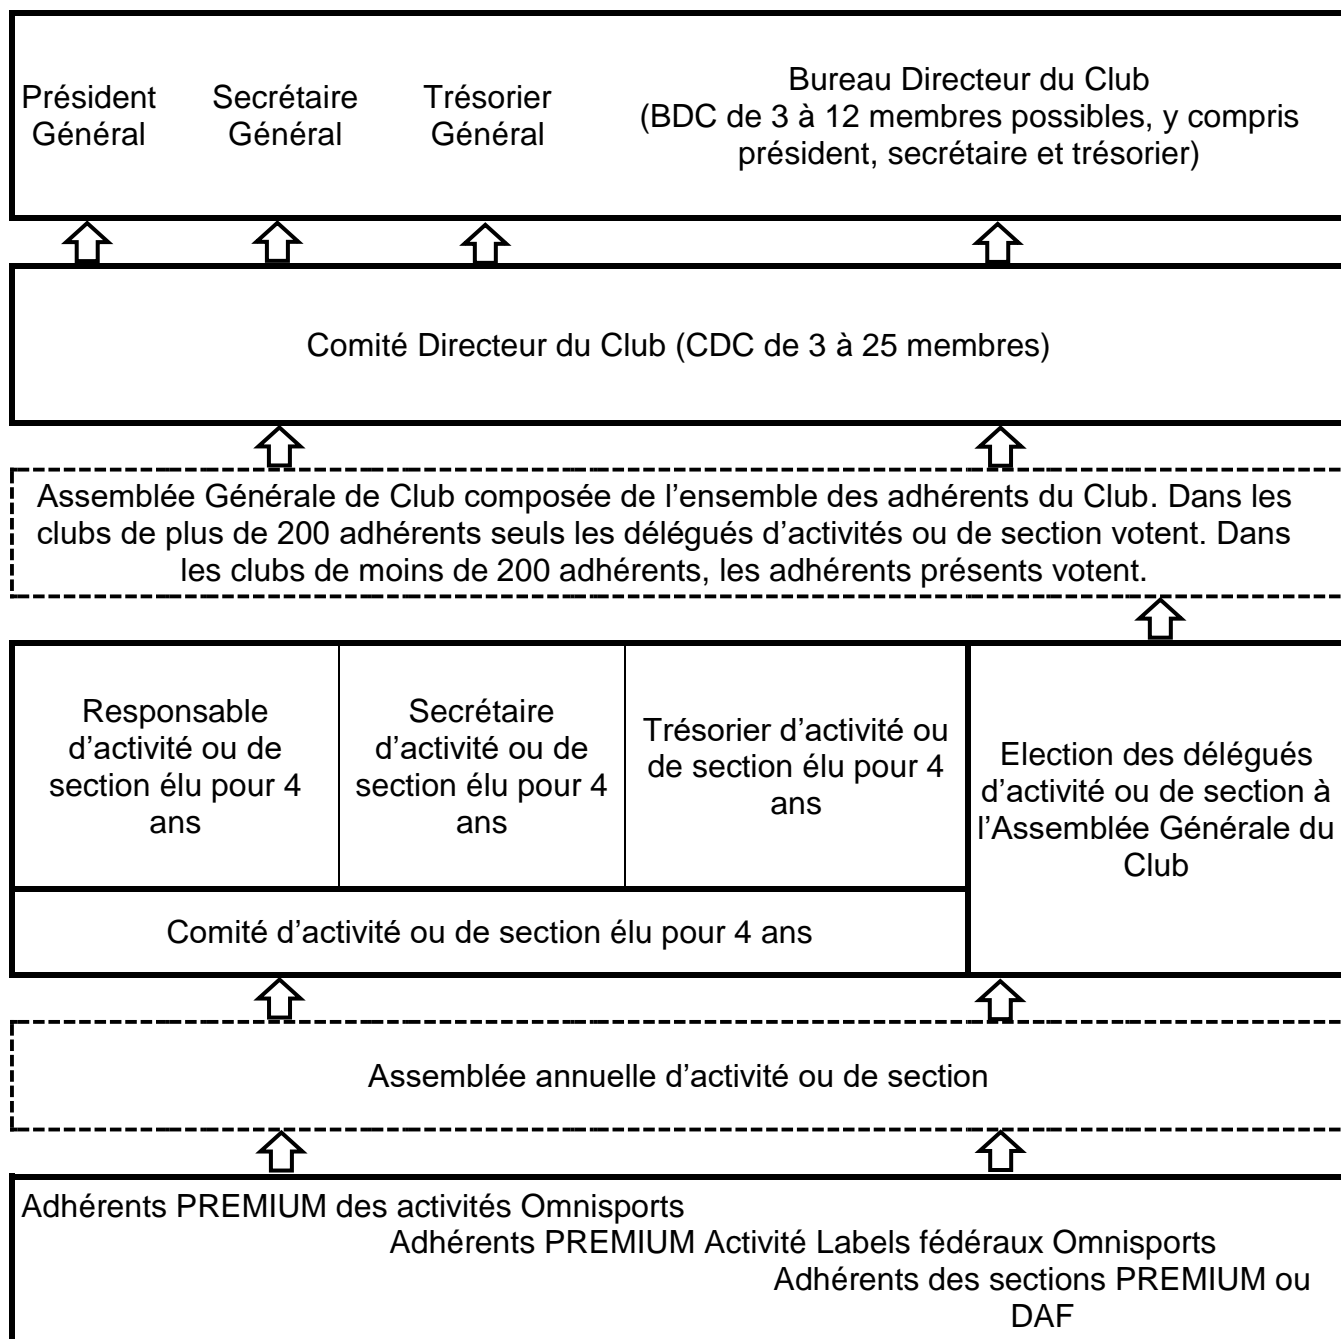 Président
Général
Secrétaire
Général
Trésorier
Général
Bureau Directeur du Club
(BDC de 3 à 12 membres possibles, y compris
président, secrétaire et trésorier)
Comité Directeur du Club (CDC de 3 à 25 membres)
Assemblée Générale de Club composée de l’ensemble des adhérents du Club. Dans les
clubs de plus de 200 adhérents seuls les délégués d’activités ou de section votent. Dans
les clubs de moins de 200 adhérents, les adhérents présents votent.
Responsable
d’activité ou de
section élu pour 4
ans
Secrétaire
d’activité ou de
section élu pour 4
ans
Trésorier d’activité ou
de section élu pour 4
ans
Election des délégués
d’activité ou de section à
l’Assemblée Générale du
Club
Comité d’activité ou de section élu pour 4 ans
Assemblée annuelle d’activité ou de section
Adhérents PREMIUM des activités Omnisports
Adhérents PREMIUM Activité Labels fédéraux Omnisports
Adhérents des sections PREMIUM ou
DAF